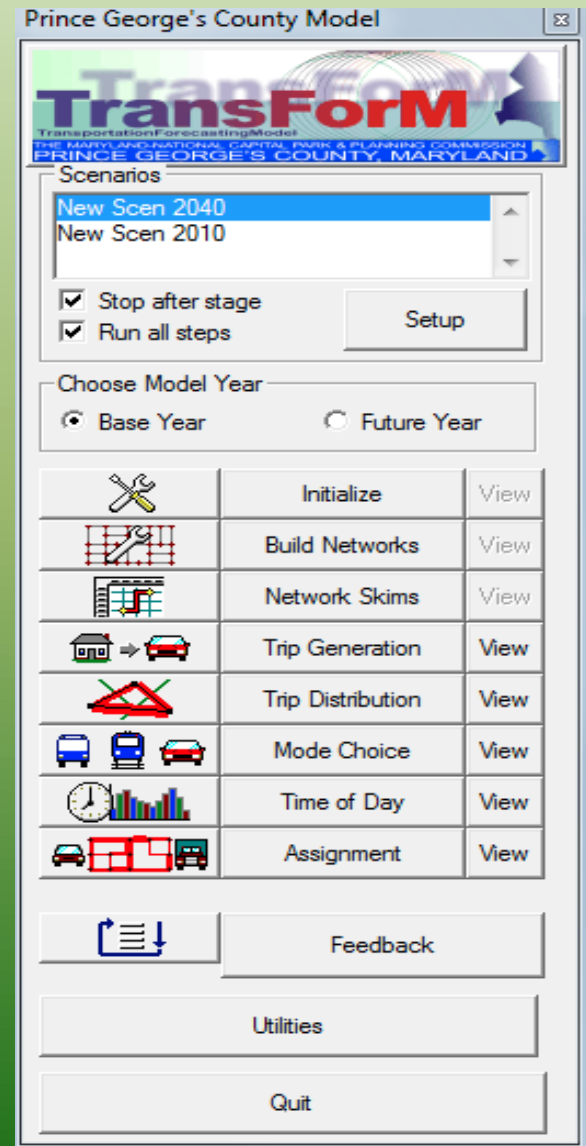 Prince George's County Model
TransForM
TransportationForecastingModel
THE MARYLAND-NATIONAL CAPITAL PARK & PLANNING COMMISSION
PRINCE GEORGE'S COUNTY, MARYLAND
Scenarios
New Scen 2040
New Scen 2010
Stop after stage
Run all steps
Setup
Choose Model Year
Base Year Future Year
Initialize View
Build Networks View
Network Skims View
Trip Generation View
Trip Distribution View
Mode Choice View
Time of Day View
Assignment View
Feedback
Utilities
Quit